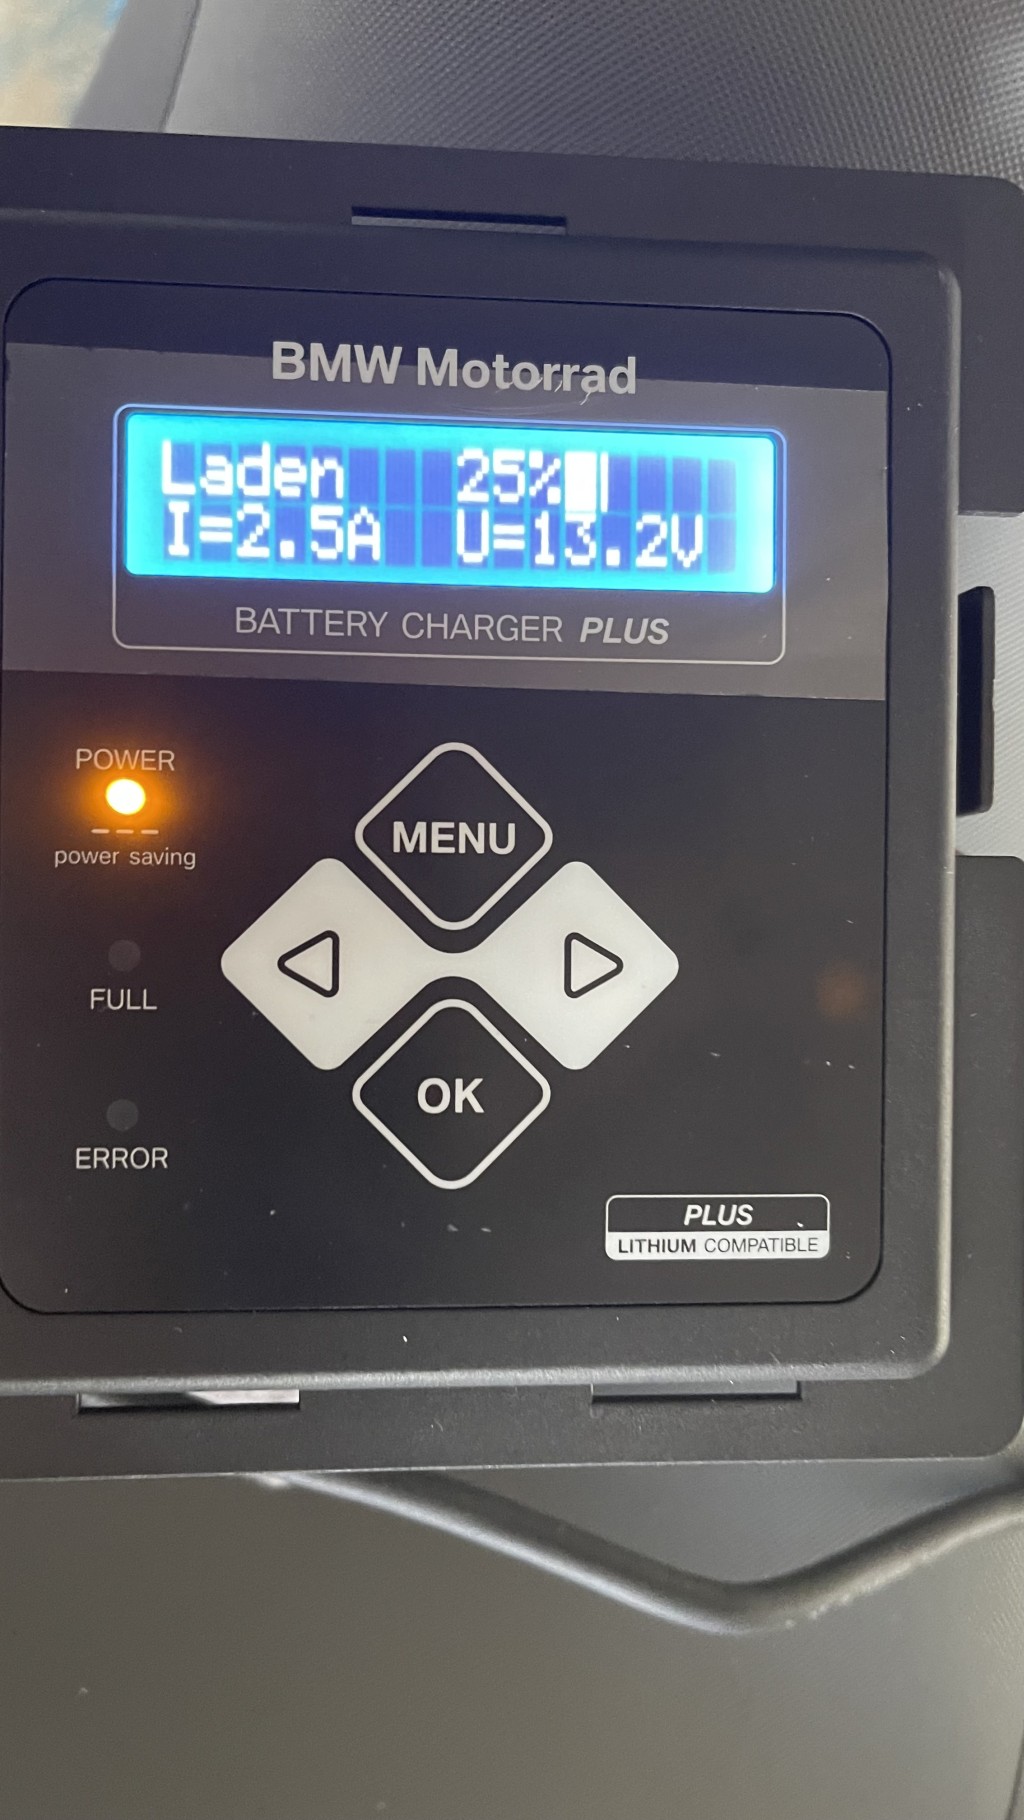 BMW Motorrad
Laden 25%
I=2.5A U=13.2V
BATTERY CHARGER PLUS
POWER
power saving
MENU
FULL
OK
ERROR
PLUS
LITHIUM COMPATIBLE